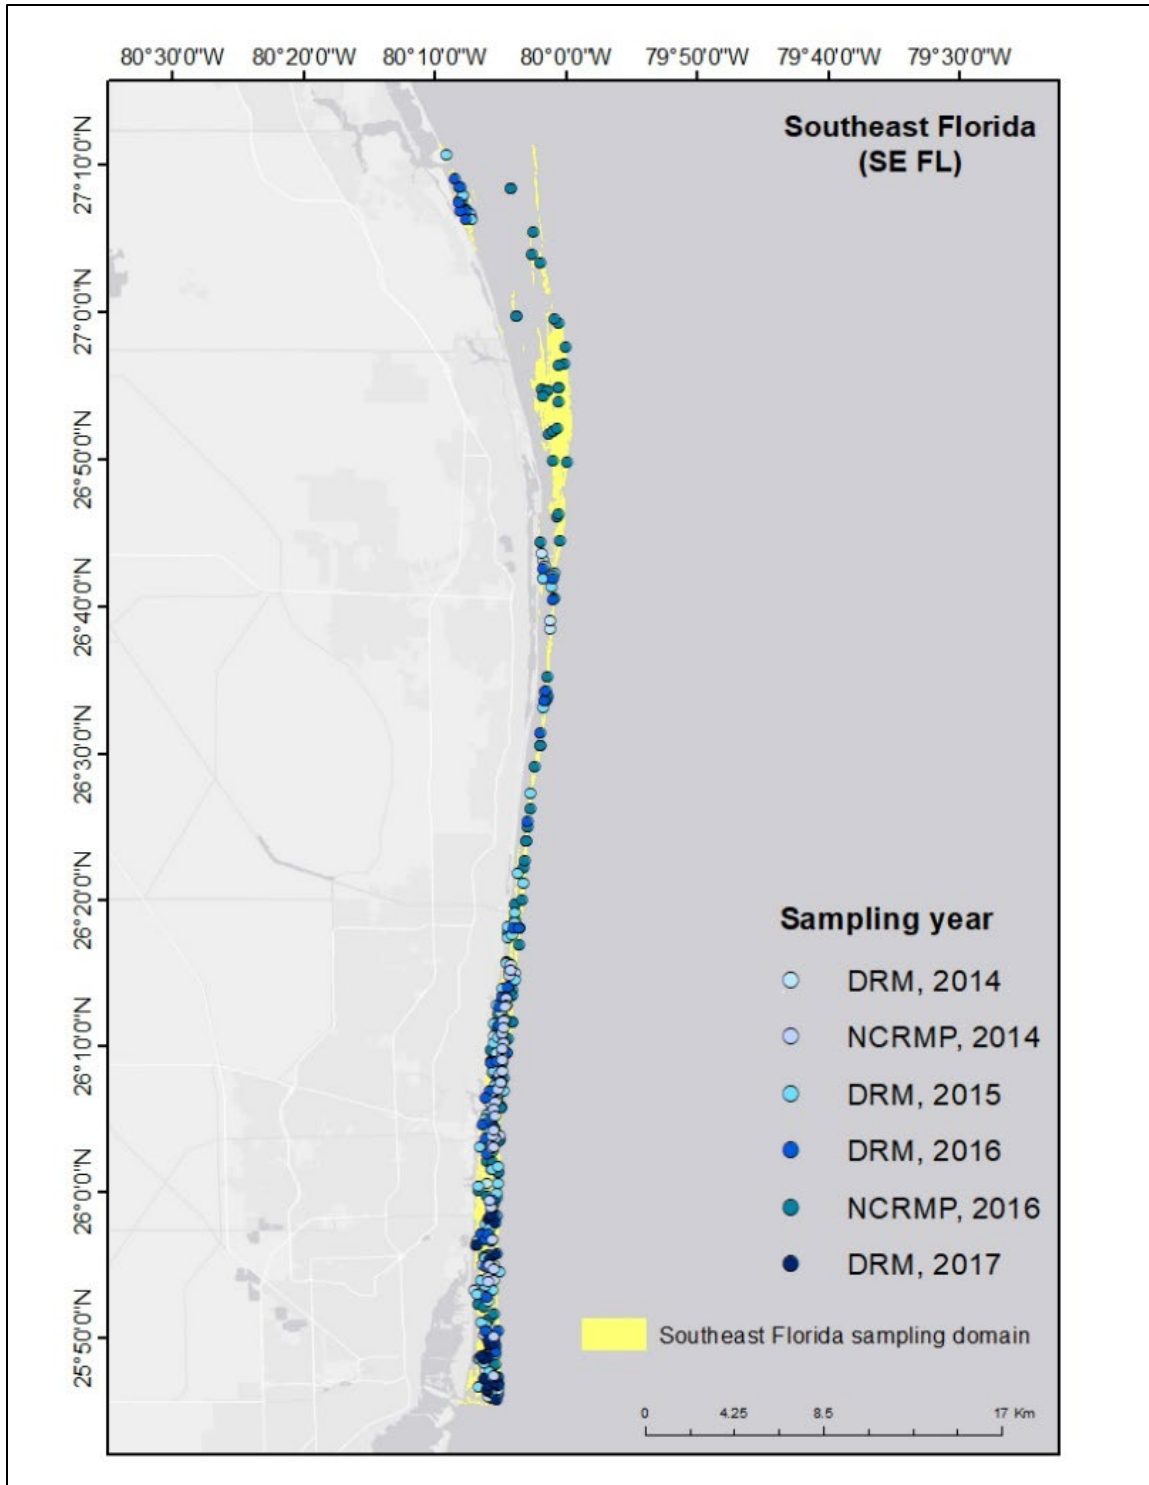 80°30'0"W 80°20'0"W 80°10'0"W 80°0'0"W 79°50'0"W 79°40'0"W 79°30'0"W
Southeast Florida
(SE FL)
27°10'0"N
27°0'0"N
26°50'0"N
26°40'0"N
26°30'0"N
26°20'0"N
26°10'0"N
26°0'0"N
25°50'0"N
Sampling year
DRM, 2014
NCRMP, 2014
DRM, 2015
DRM, 2016
NCRMP, 2016
DRM, 2017
Southeast Florida sampling domain
0 4.25 8.5 17 Km